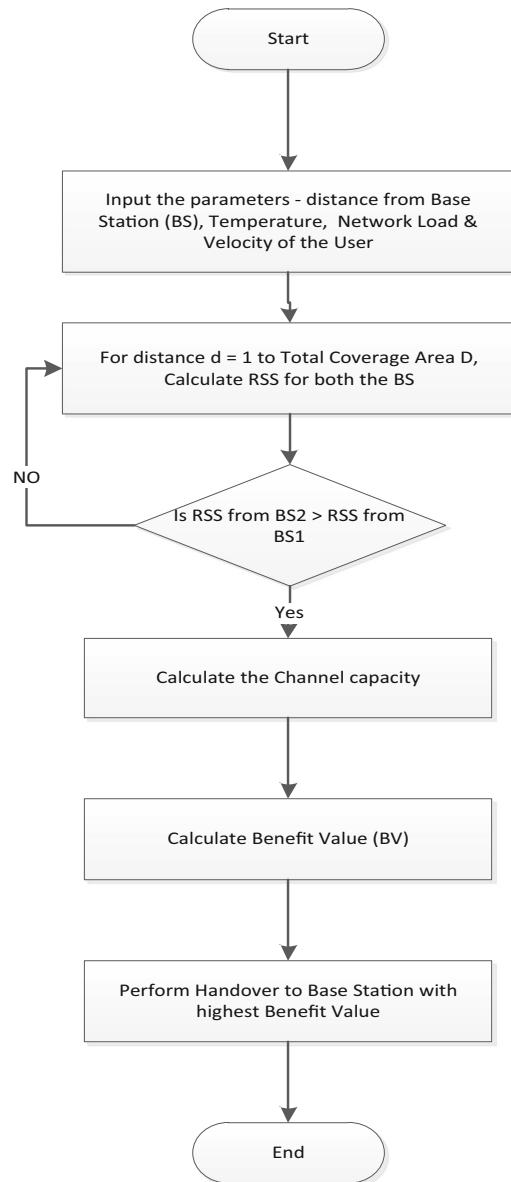 Start
Input the parameters - distance from Base
Station (BS), Temperature, Network Load &
Velocity of the User
For distance d = 1 to Total Coverage Area D,
Calculate RSS for both the BS
NO
Is RSS from BS2 > RSS from
BS1
Yes
Calculate the Channel capacity
Calculate Benefit Value (BV)
Perform Handover to Base Station with
highest Benefit Value
End